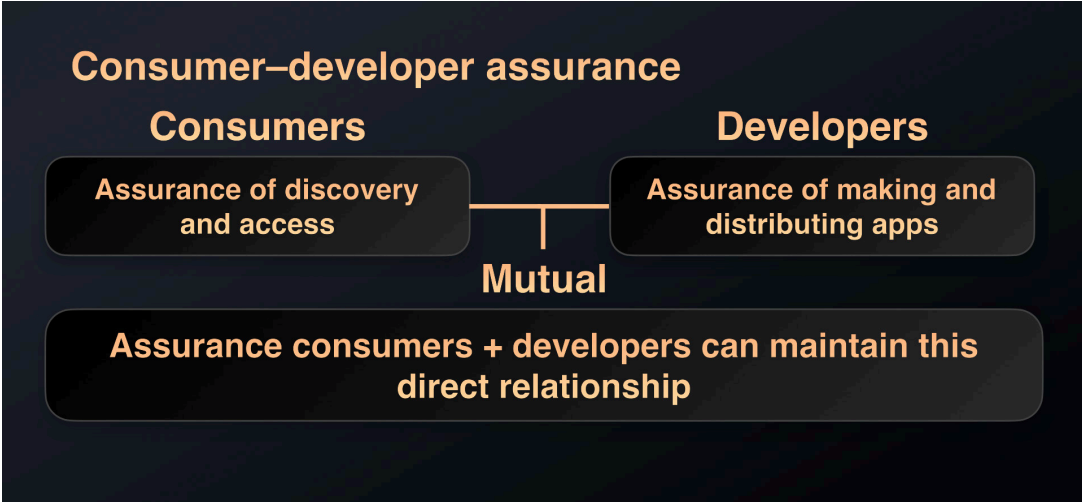 Consumer–developer assurance
Consumers
Developers
Assurance of discovery
and access
Assurance of making and
distributing apps
Mutual
Assurance consumers + developers can maintain this
direct relationship